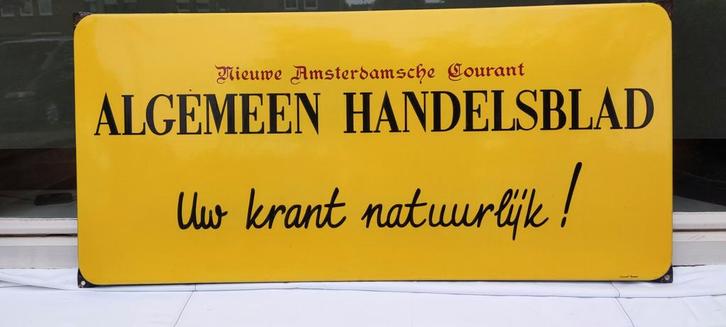 Nieuwe Amsterdamsche Courant
ALGEMEEN HANDELSBLAD
Uw krant natuurlijk!